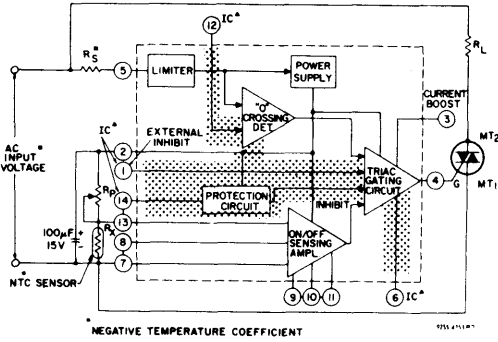 IC▵
12
RS*
5
LIMITER
POWER
SUPPLY
RL
"O"
CROSSING
DET.
CURRENT
BOOST
3
AC *
INPUT
VOLTAGE
IC▵
EXTERNAL
INHIBIT
2
1
MT2
TRIAC
GATING
CIRCUIT
4
G
MT1
RP
14
PROTECTION
CIRCUIT
INHIBIT
13
100μF
15V
+
-
RX
8
ON/OFF
SENSING
AMPL.
7
*
NTC SENSOR
9
10
11
6
IC▵
*NEGATIVE TEMPERATURE COEFFICIENT